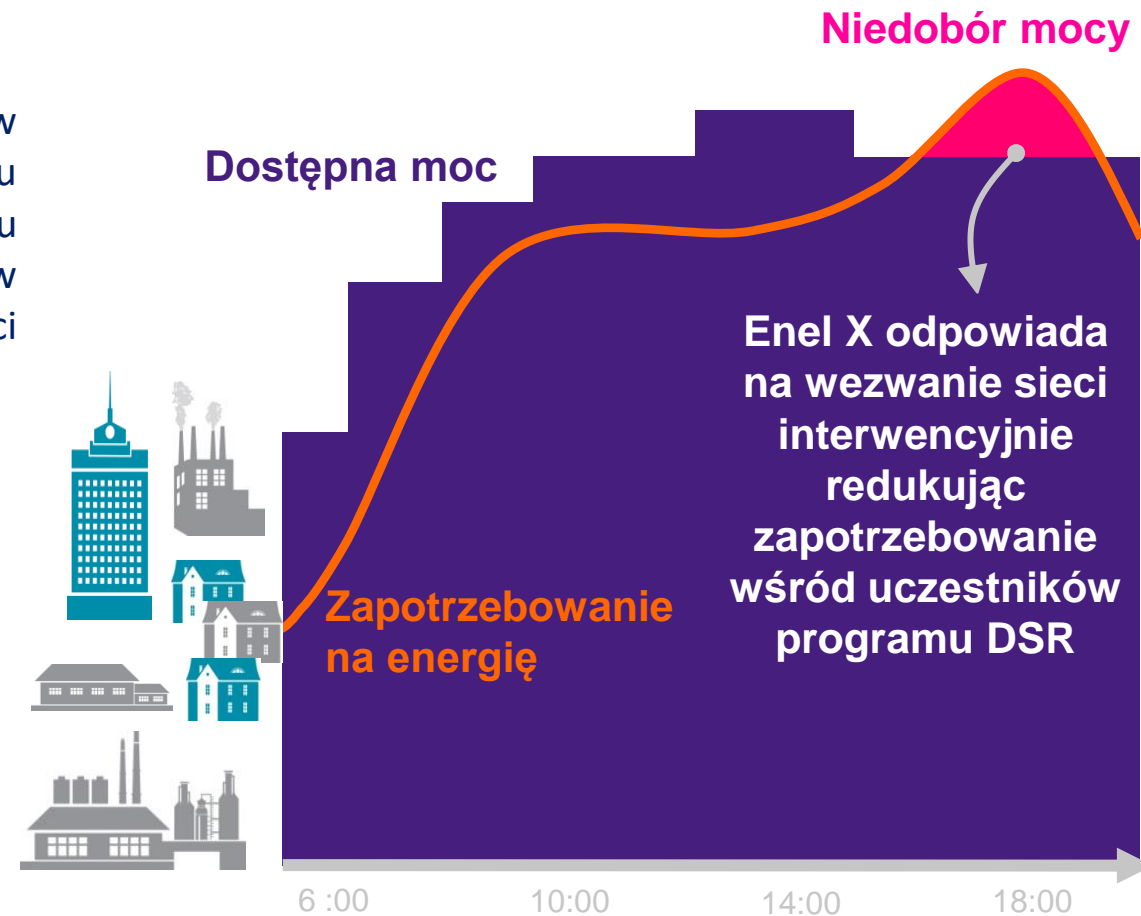 Niedobór mocy
Dostępna moc
Enel X odpowiada
na wezwanie sieci
interwencyjnie
redukując
zapotrzebowanie
wśród uczestników
programu DSR
Zapotrzebowanie
na energię
6 :00 10:00 14:00 18:00